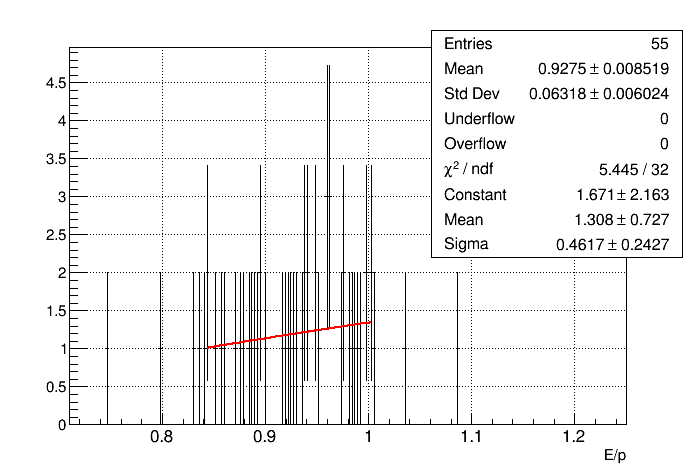 Entries 55
Mean 0.9275 ± 0.008519
Std Dev 0.06318 ± 0.006024
Underflow 0
Overflow 0
χ² / ndf 5.445 / 32
Constant 1.671 ± 2.163
Mean 1.308 ± 0.727
Sigma 0.4617 ± 0.2427
4.5
4
3.5
3
2.5
2
1.5
1
0.5
0
0.8 0.9 1 1.1 1.2
E/p